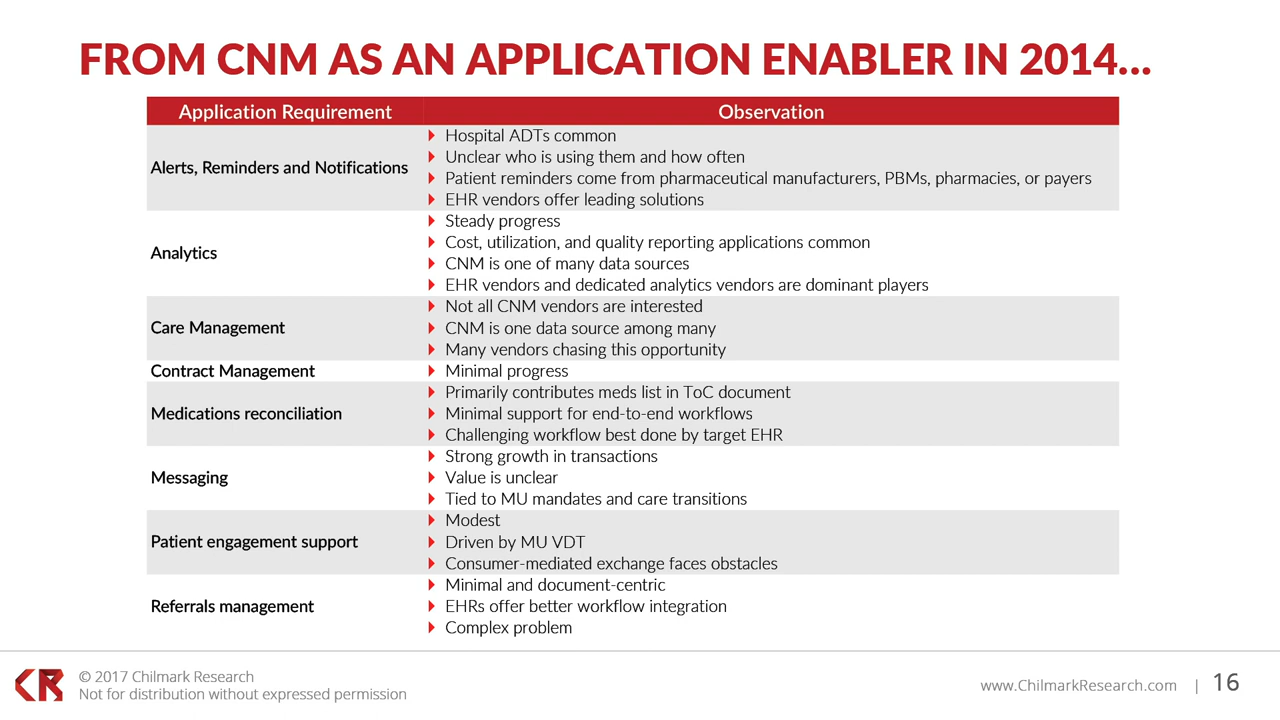 FROM CNM AS AN APPLICATION ENABLER IN 2014...
Application Requirement
Observation
Alerts, Reminders and Notifications
Hospital ADTs common
Unclear who is using them and how often
Patient reminders come from pharmaceutical manufacturers, PBMs, pharmacies, or payers
EHR vendors offer leading solutions
Analytics
Steady progress
Cost, utilization, and quality reporting applications common
CNM is one of many data sources
EHR vendors and dedicated analytics vendors are dominant players
Care Management
Not all CNM vendors are interested
CNM is one data source among many
Many vendors chasing this opportunity
Contract Management
Minimal progress
Medications reconciliation
Primarily contributes meds list in ToC document
Minimal support for end-to-end workflows
Challenging workflow best done by target EHR
Messaging
Strong growth in transactions
Value is unclear
Tied to MU mandates and care transitions
Patient engagement support
Modest
Driven by MU VDT
Consumer-mediated exchange faces obstacles
Referrals management
Minimal and document-centric
EHRs offer better workflow integration
Complex problem
CR
© 2017 Chilmark Research
Not for distribution without expressed permission
www.ChilmarkResearch.com | 16